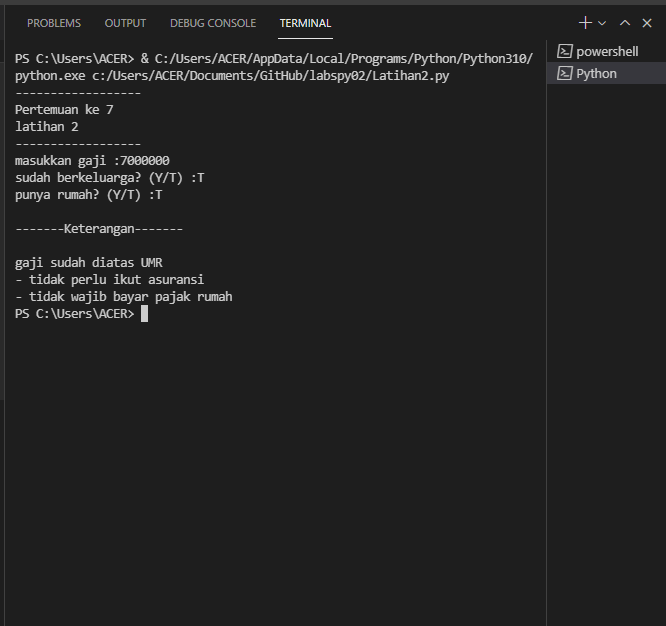 PROBLEMS OUTPUT DEBUG CONSOLE TERMINAL
powershell
Python
PS C:\Users\ACER> & C:/Users/ACER/AppData/Local/Programs/Python/Python310/
python.exe c:/Users/ACER/Documents/GitHub/labspy02/Latihan2.py
------------------
Pertemuan ke 7
latihan 2
------------------
masukkan gaji :7000000
sudah berkeluarga? (Y/T) :T
punya rumah? (Y/T) :T
-------Keterangan-------
gaji sudah diatas UMR
- tidak perlu ikut asuransi
- tidak wajib bayar pajak rumah
PS C:\Users\ACER>